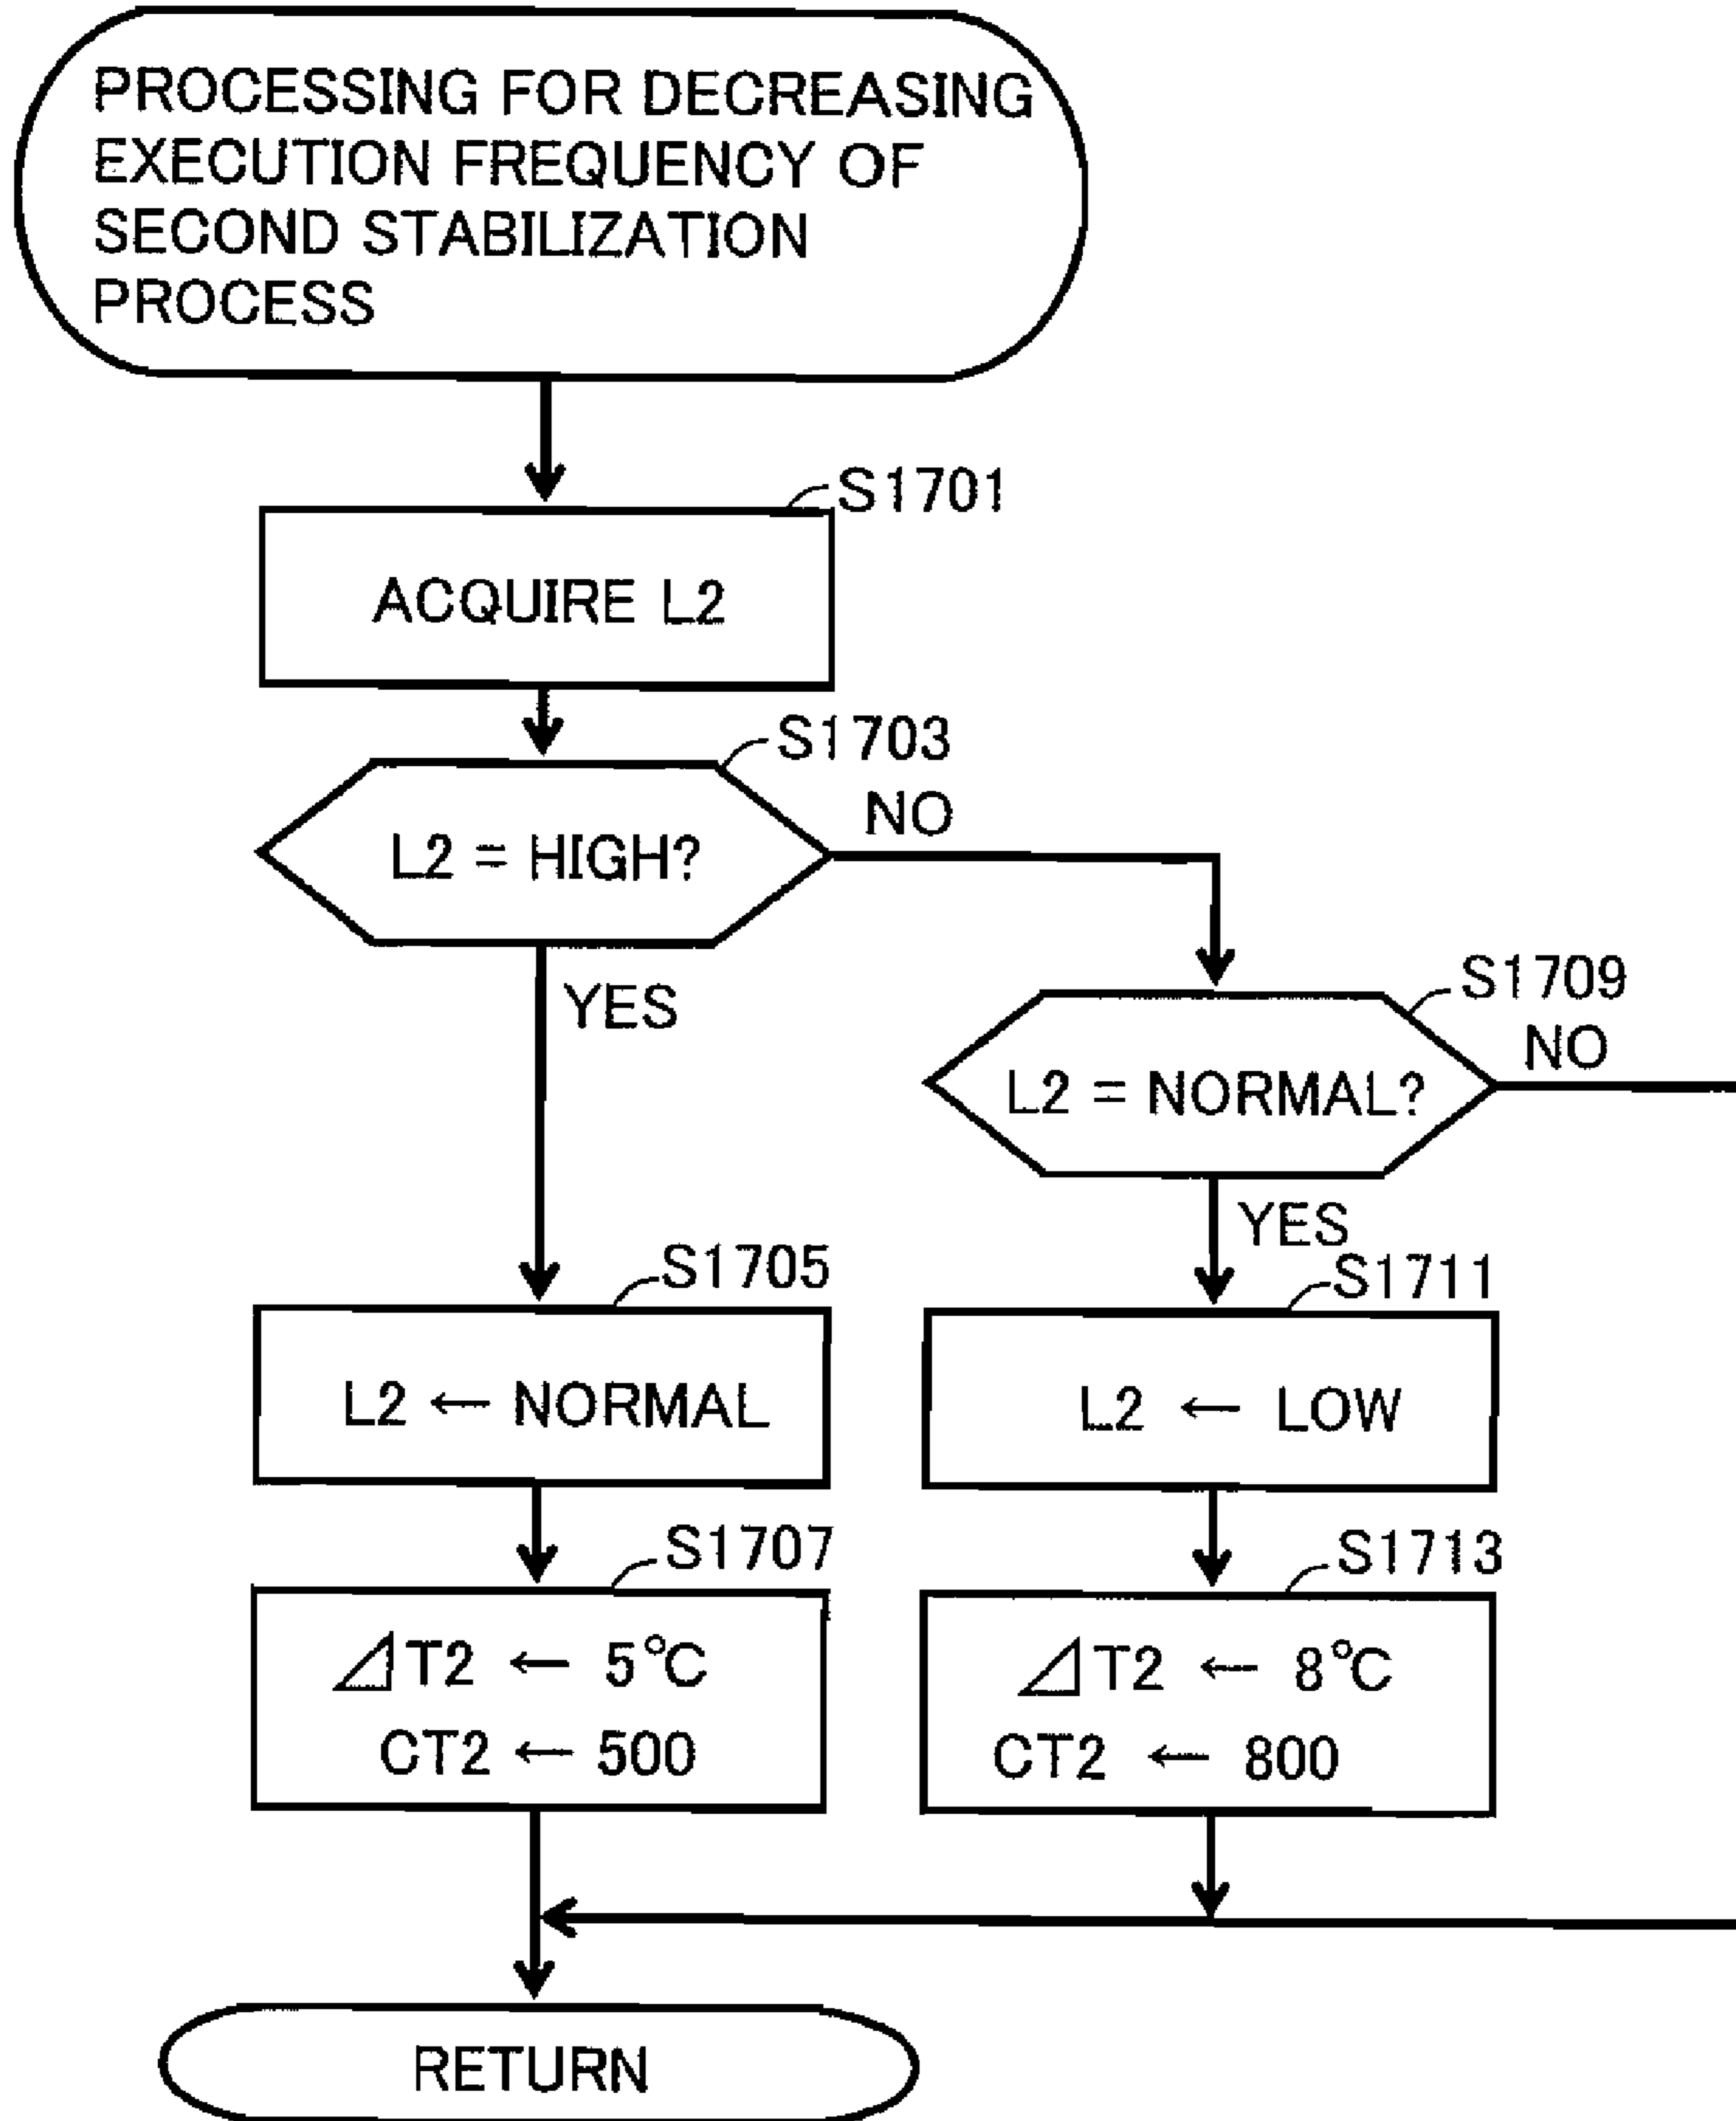 PROCESSING FOR DECREASING
EXECUTION FREQUENCY OF
SECOND STABILIZATION
PROCESS
S1701
ACQUIRE L2
S1703
L2 = HIGH?
NO
YES
S1709
L2 = NORMAL?
NO
YES
S1705
L2 ← NORMAL
S1711
L2 ← LOW
S1707
⊿T2 ← 5℃
CT2 ← 500
S1713
⊿T2 ← 8℃
CT2 ← 800
RETURN